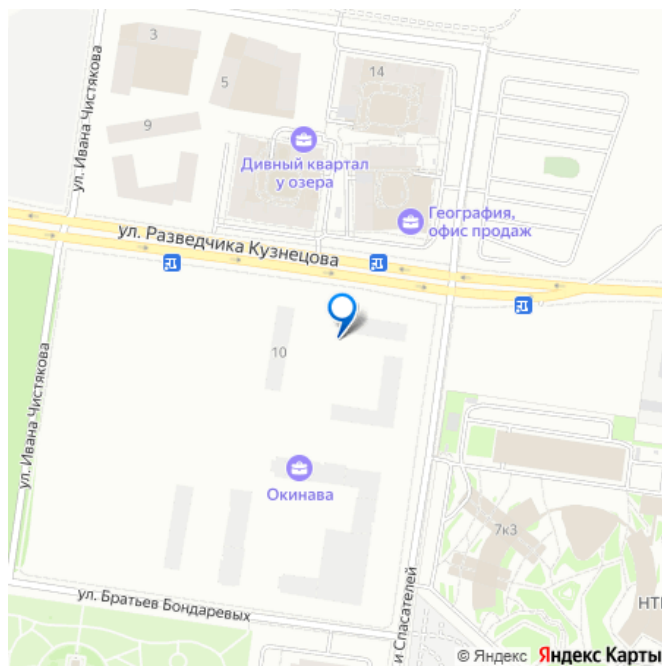 3
14
5
ул. Ивана Чистякова
9
Дивный квартал
у озера
География,
офис продаж
ул. Разведчика Кузнецова
10
ул. Ивана Чистякова
Окинава
7к3
ул. Братьев Бондаревых
и Спасателей
НТ
© Яндекс Яндекс Карты